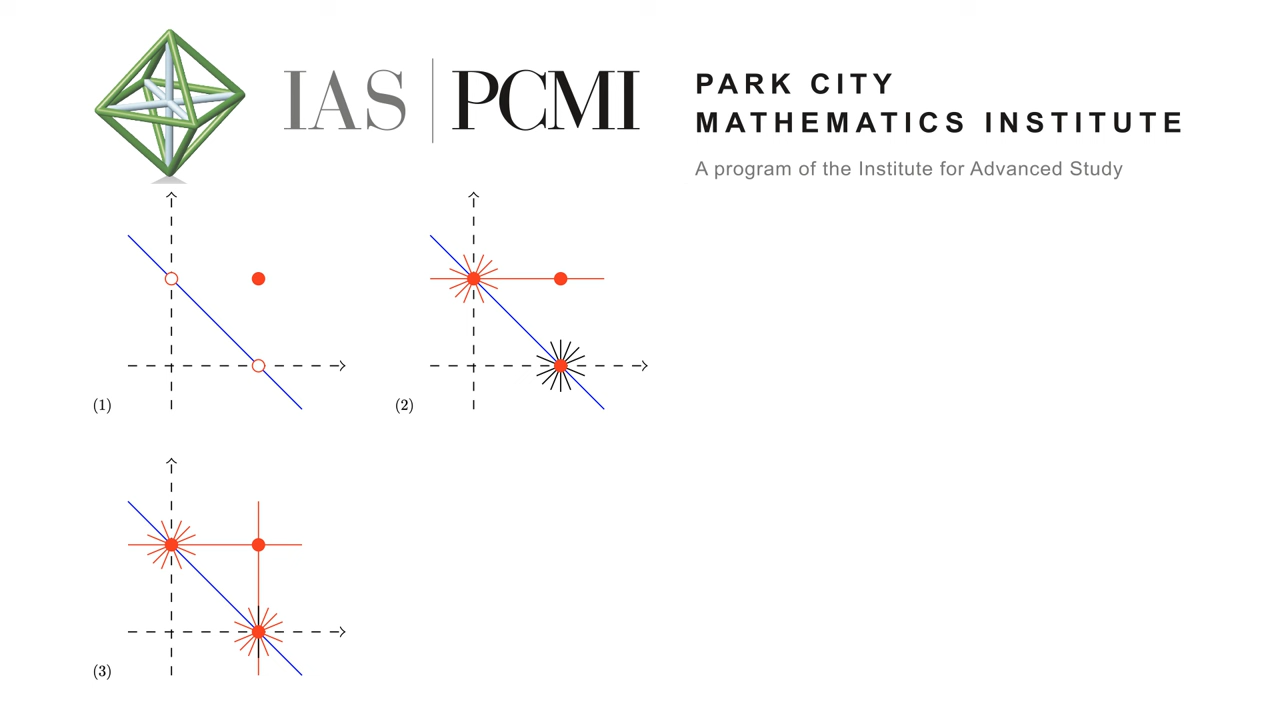 IAS PCMI
PARK CITY
MATHEMATICS INSTITUTE
A program of the Institute for Advanced Study
(1)
(2)
(3)